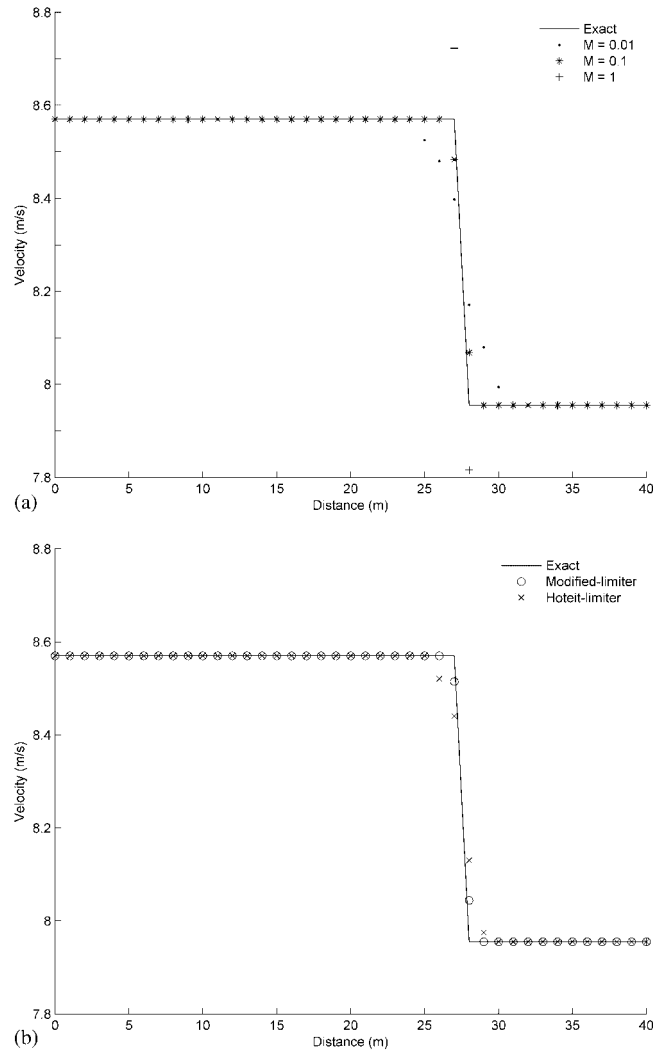 8.8
Exact
M = 0.01
M = 0.1
M = 1
8.6
8.4
Velocity (m/s)
8.2
8
7.8
0 5 10 15 20 25 30 35 40
(a)
Distance (m)
8.8
Exact
Modified-limiter
Hoteit-limiter
8.6
8.4
Velocity (m/s)
8.2
8
7.8
0 5 10 15 20 25 30 35 40
(b)
Distance (m)